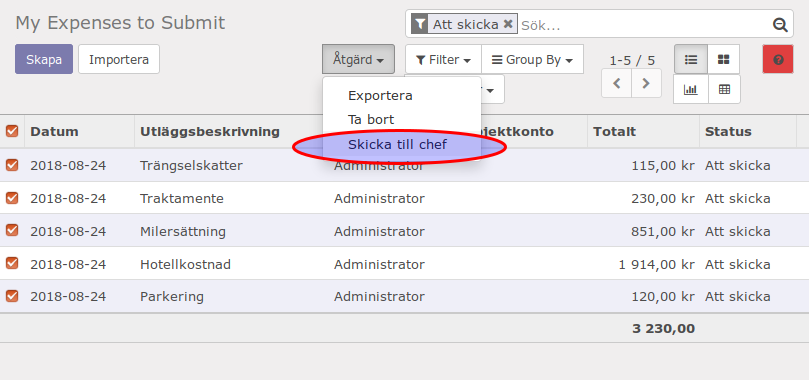 My Expenses to Submit
Att skicka Sök...
Skapa Importera Åtgärd Filter Group By 1-5 / 5
Exportera
Ta bort
Skicka till chef
Datum Utläggsbeskrivning jektkonto Totalt Status
2018-08-24 Trängselskatter Administrator 115,00 kr Att skicka
2018-08-24 Traktamente Administrator 230,00 kr Att skicka
2018-08-24 Milersättning Administrator 851,00 kr Att skicka
2018-08-24 Hotellkostnad Administrator 1 914,00 kr Att skicka
2018-08-24 Parkering Administrator 120,00 kr Att skicka
3 230,00